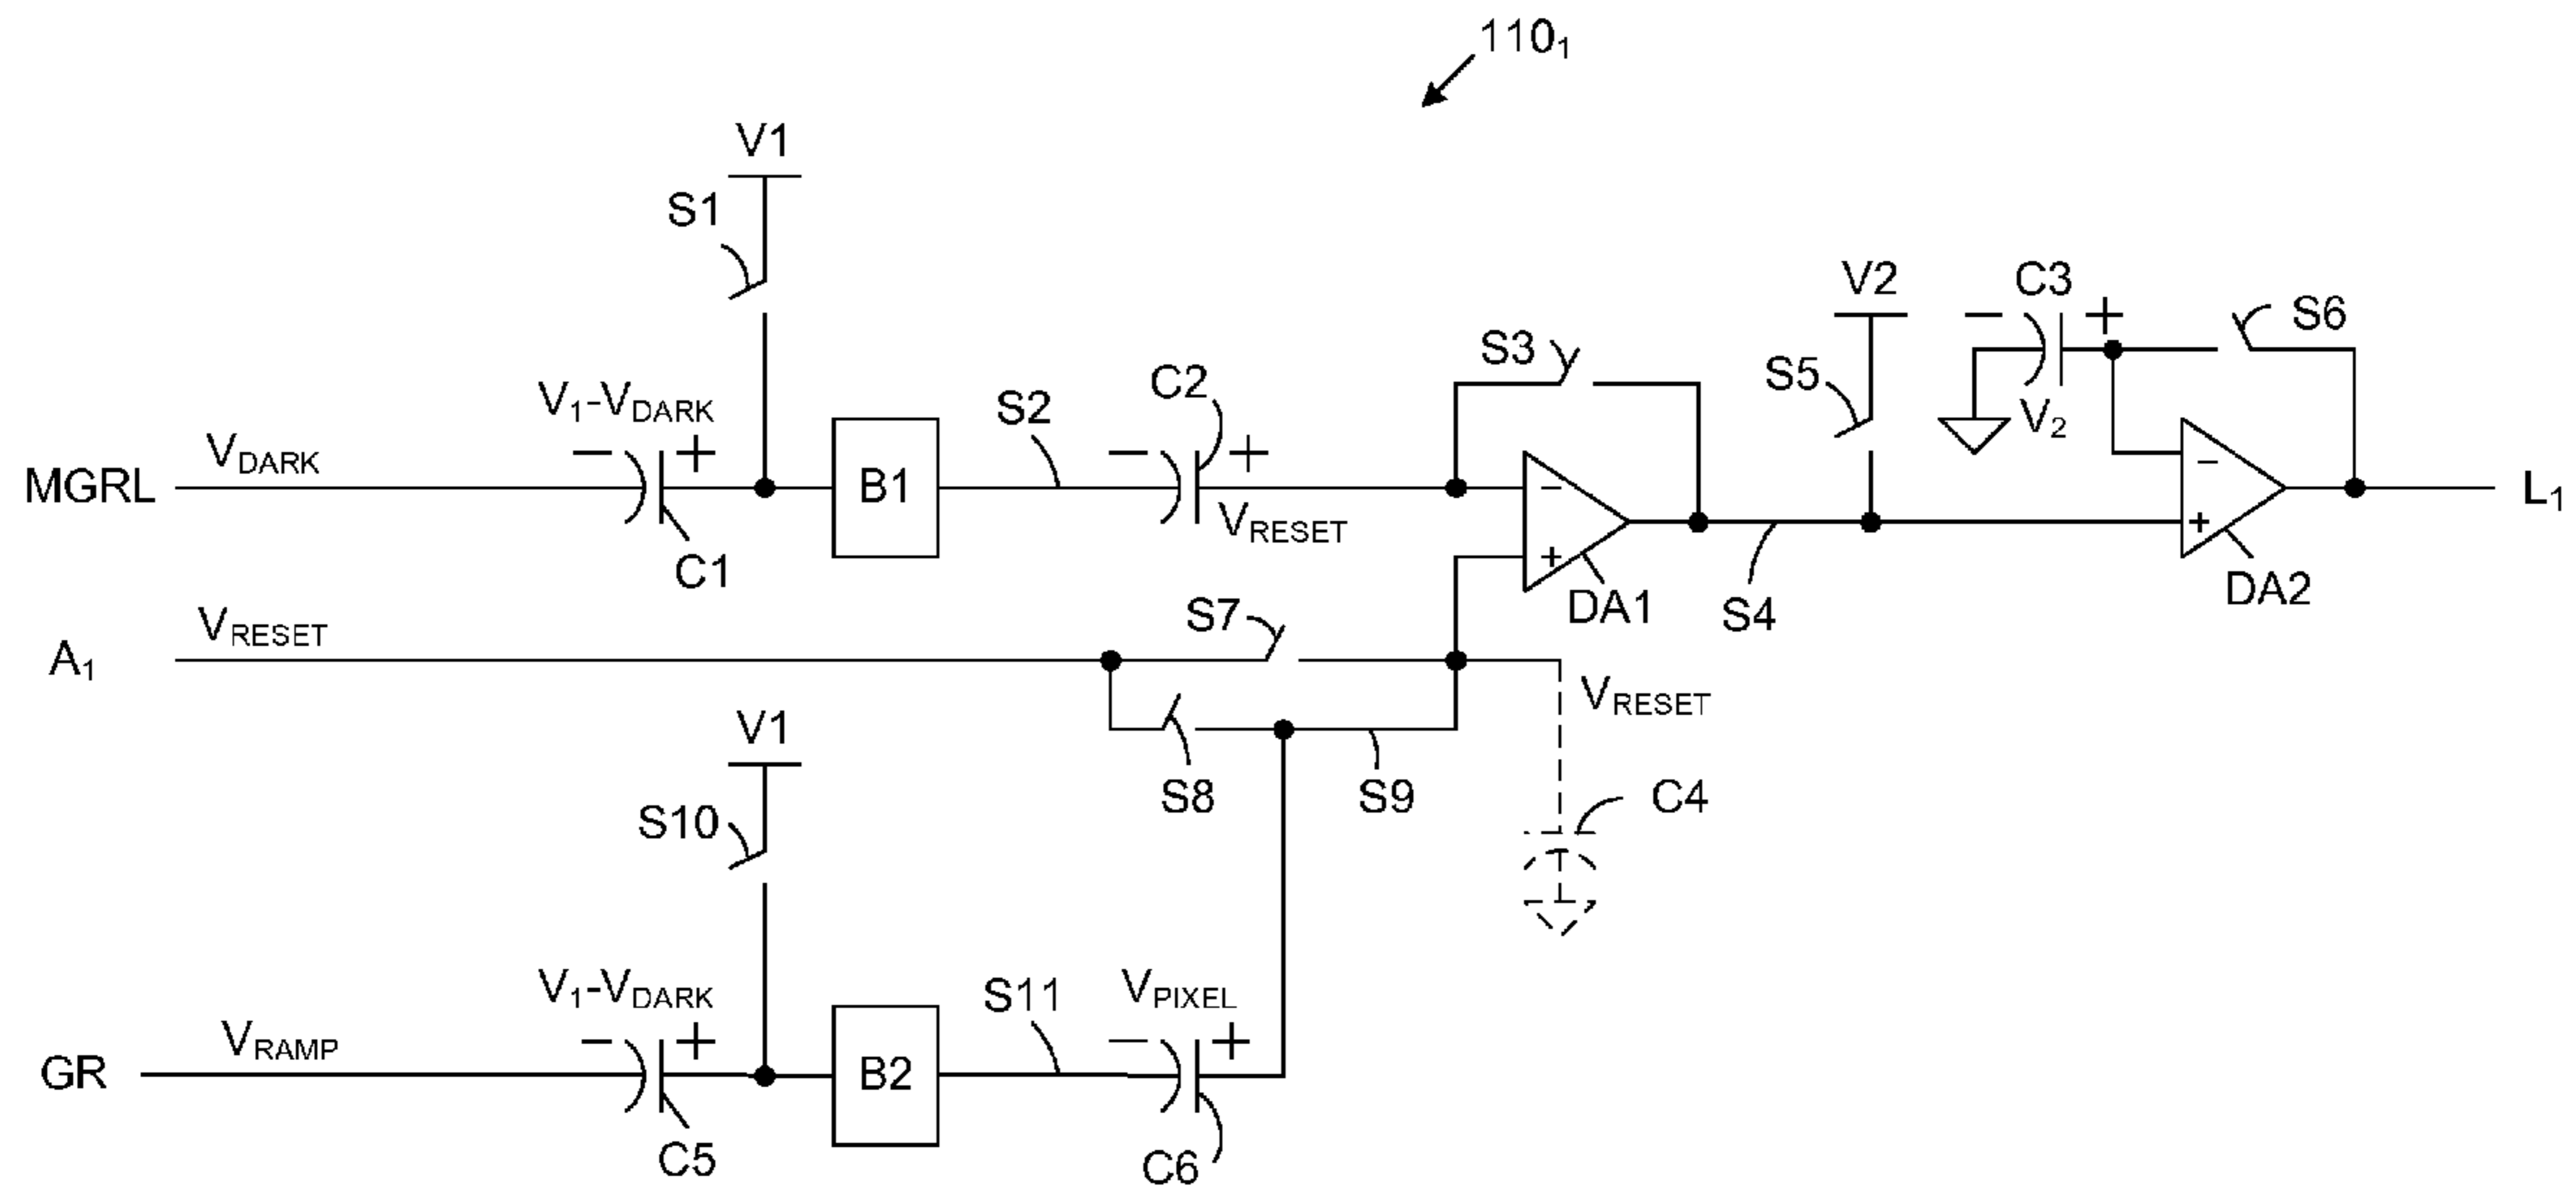 110₁
V1
S1
V2
C3
− +
S6
S3
C2
S5
V₁-V_DARK
S2
V₂
V_DARK
− +
− +
MGRL
B1
−
−
L₁
V_RESET
+
+
C1
DA1
S4
DA2
V_RESET
S7
A₁
V_RESET
V1
S8
S9
C4
S10
V₁-V_DARK
S11
V_PIXEL
V_RAMP
− +
− +
GR
B2
C5
C6